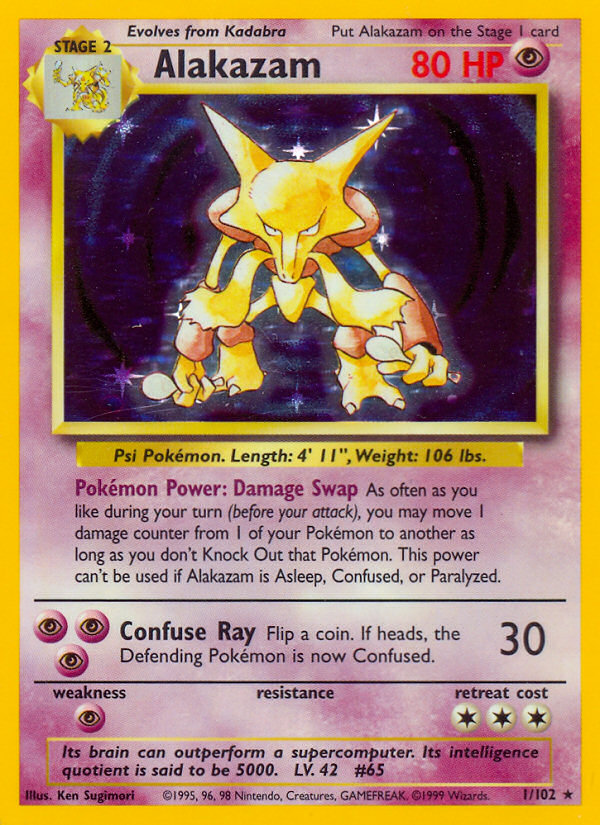 Evolves from Kadabra Put Alakazam on the Stage 1 card
STAGE 2
Alakazam 80 HP
Psi Pokémon. Length: 4' 11", Weight: 106 lbs.
Pokémon Power: Damage Swap As often as you
like during your turn (before your attack), you may move 1
damage counter from 1 of your Pokémon to another as
long as you don't Knock Out that Pokémon. This power
can't be used if Alakazam is Asleep, Confused, or Paralyzed.
Confuse Ray Flip a coin. If heads, the
Defending Pokémon is now Confused.
30
weakness resistance retreat cost
Its brain can outperform a supercomputer. Its intelligence
quotient is said to be 5000. LV. 42 #65
Illus. Ken Sugimori ©1995, 96, 98 Nintendo, Creatures, GAMEFREAK. ©1999 Wizards. 1/102 ★